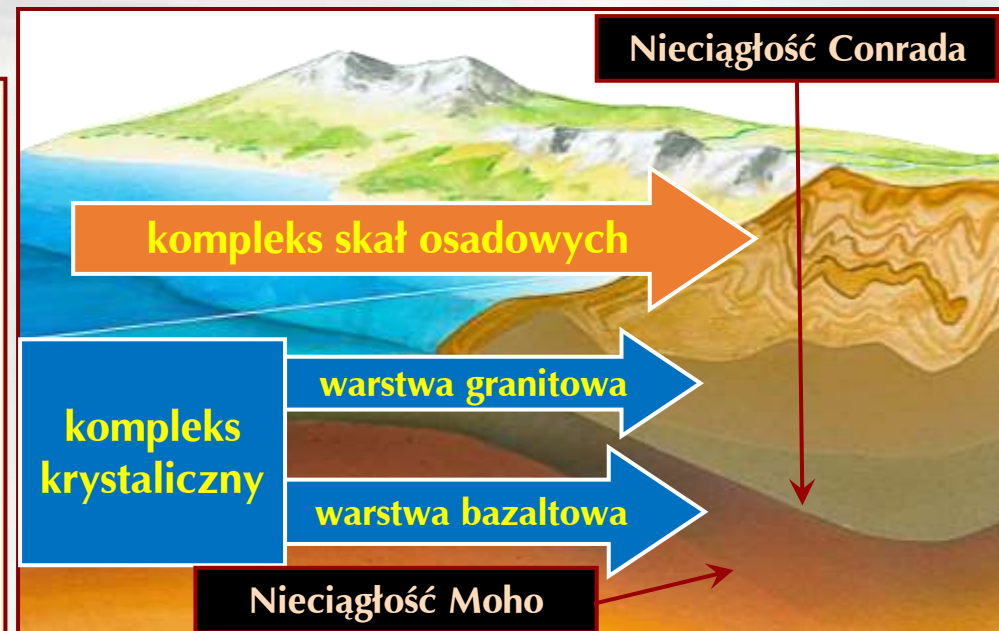 Nieciągłość Conrada
kompleks skał osadowych
warstwa granitowa
kompleks
krystaliczny
warstwa bazaltowa
Nieciągłość Moho